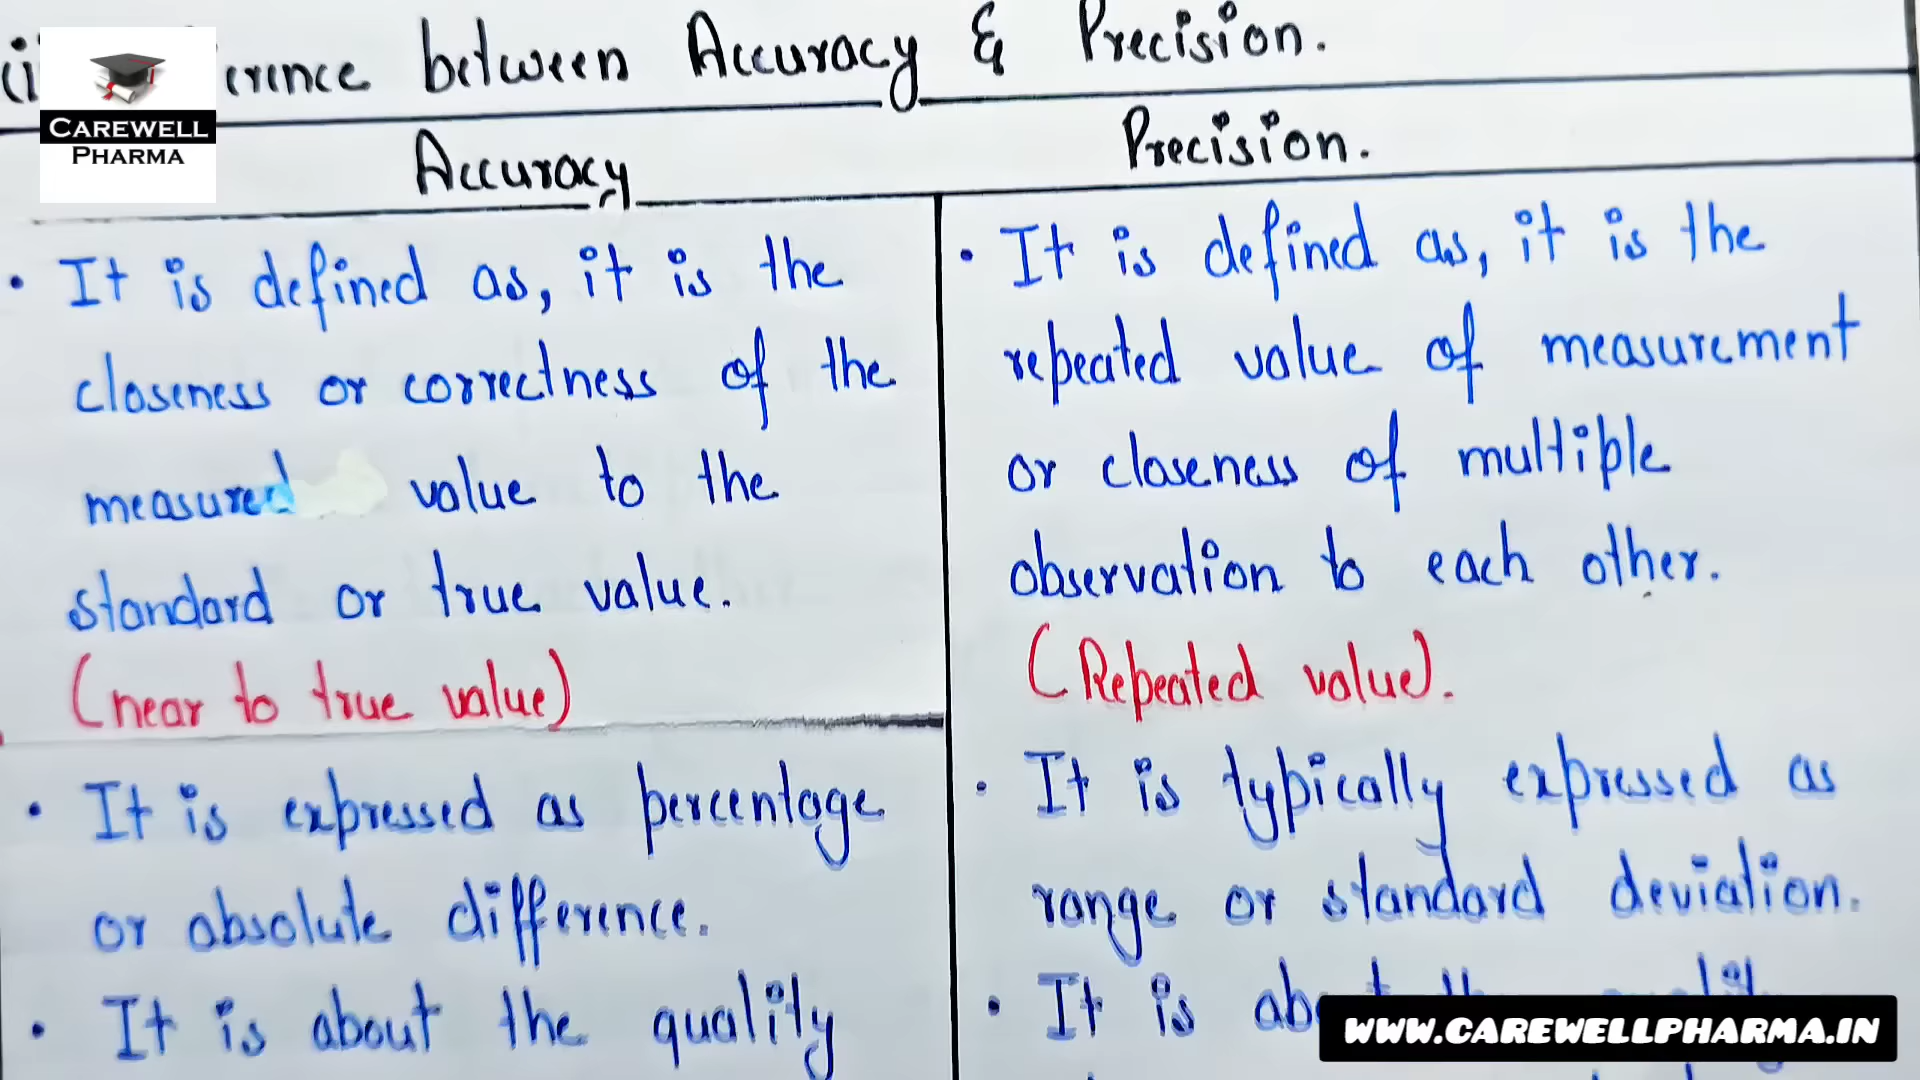 erence between Accuracy & Precision.
CAREWELL
PHARMA
Accuracy
Precision.
• It is defined as, it is the
closeness or correctness of the
measured value to the
standard or true value.
(near to true value)
• It is expressed as percentage
or absolute difference.
• It is about the quality
• It is defined as, it is the
repeated value of measurement
or closeness of multiple
observation to each other.
(Repeated value).
• It is typically expressed as
range or standard deviation.
• It is
WWW.CAREWELLPHARMA.IN